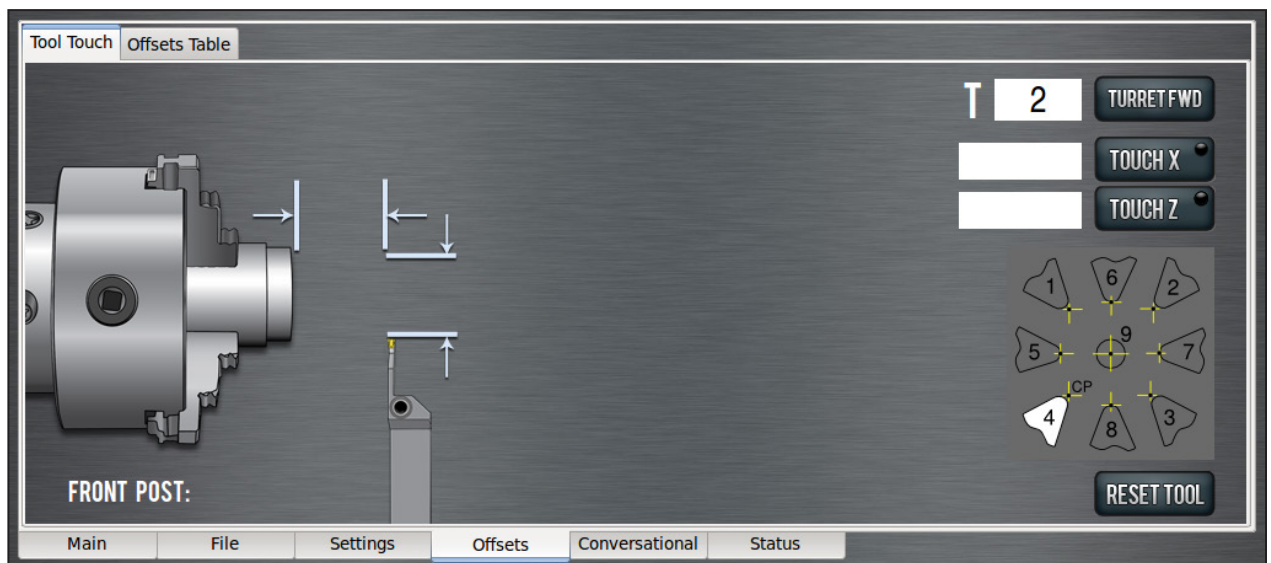 Tool Touch Offsets Table
T 2 TURRET FWD
TOUCH X
TOUCH Z
1 6 2
5 9 7
CP
4 8 3
FRONT POST:
RESET TOOL
Main File Settings Offsets Conversational Status